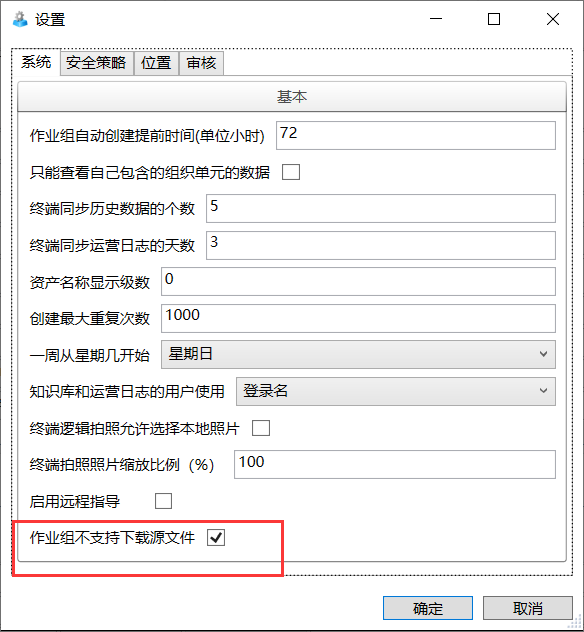 设置
系统 安全策略 位置 审核
基本
作业组自动创建提前时间(单位小时) 72
只能查看自己包含的组织单元的数据
终端同步历史数据的个数 5
终端同步运营日志的天数 3
资产名称显示级数 0
创建最大重复次数 1000
一周从星期几开始 星期日
知识库和运营日志的用户使用 登录名
终端逻辑拍照允许选择本地照片
终端拍照照片缩放比例（%） 100
启用远程指导
作业组不支持下载源文件
确定 取消